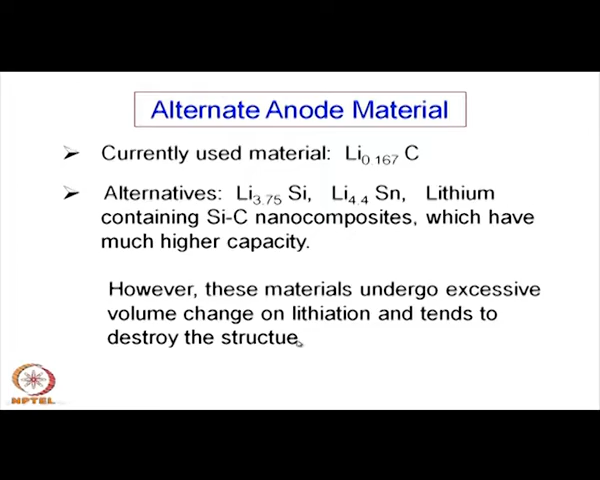 Alternate Anode Material
➢ Currently used material: Li0 167 C
➢ Alternatives: Li3.75 Si, Li4 4 Sn, Lithium
containing Si-C nanocomposites, which have
much higher capacity.
However, these materials undergo excessive
volume change on lithiation and tends to
destroy the structue
NPTEL